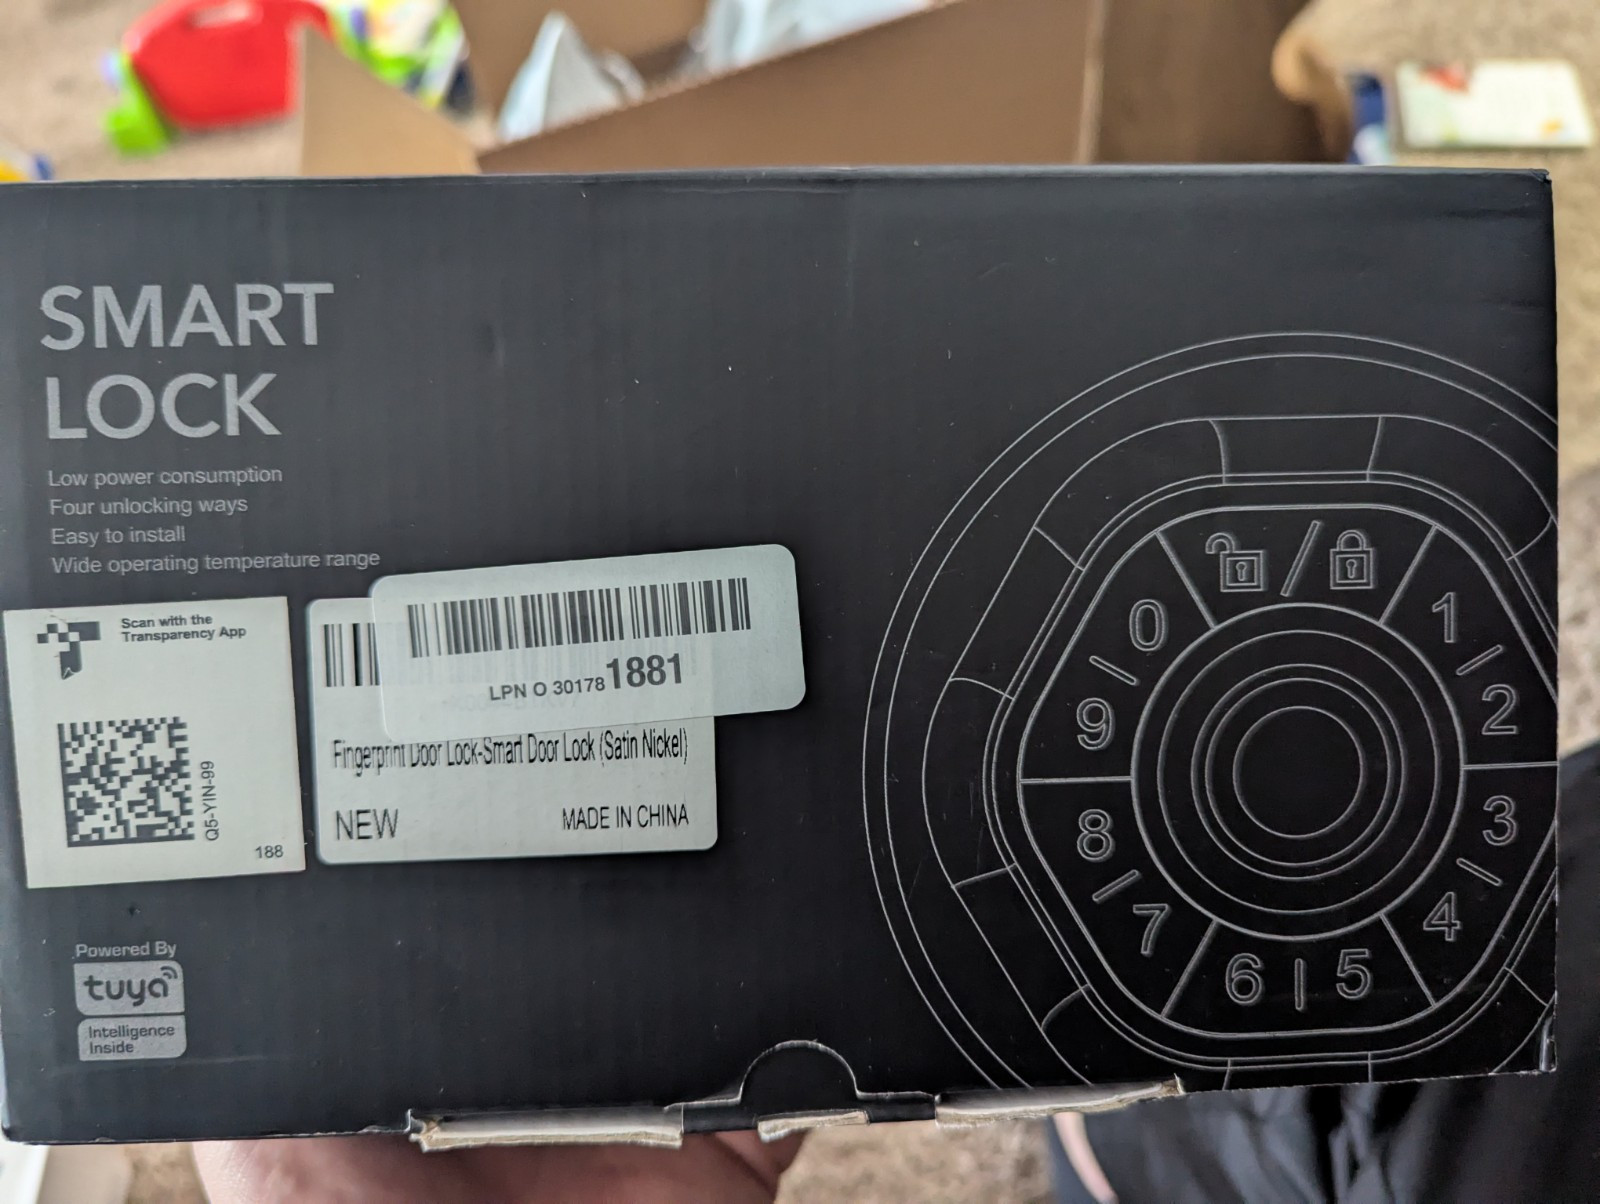 SMART
LOCK
Low power consumption
Four unlocking ways
Easy to install
Wide operating temperature range
Scan with the
Transparency App
Q5-YIN-99
188
LPN O 301781881
Fingerprint Door Lock-Smart Door Lock (Satin Nickel)
NEW MADE IN CHINA
Powered By
tuya
Intelligence
Inside
0 / 9
1 / 2
8 / 7
3 / 4
6 | 5